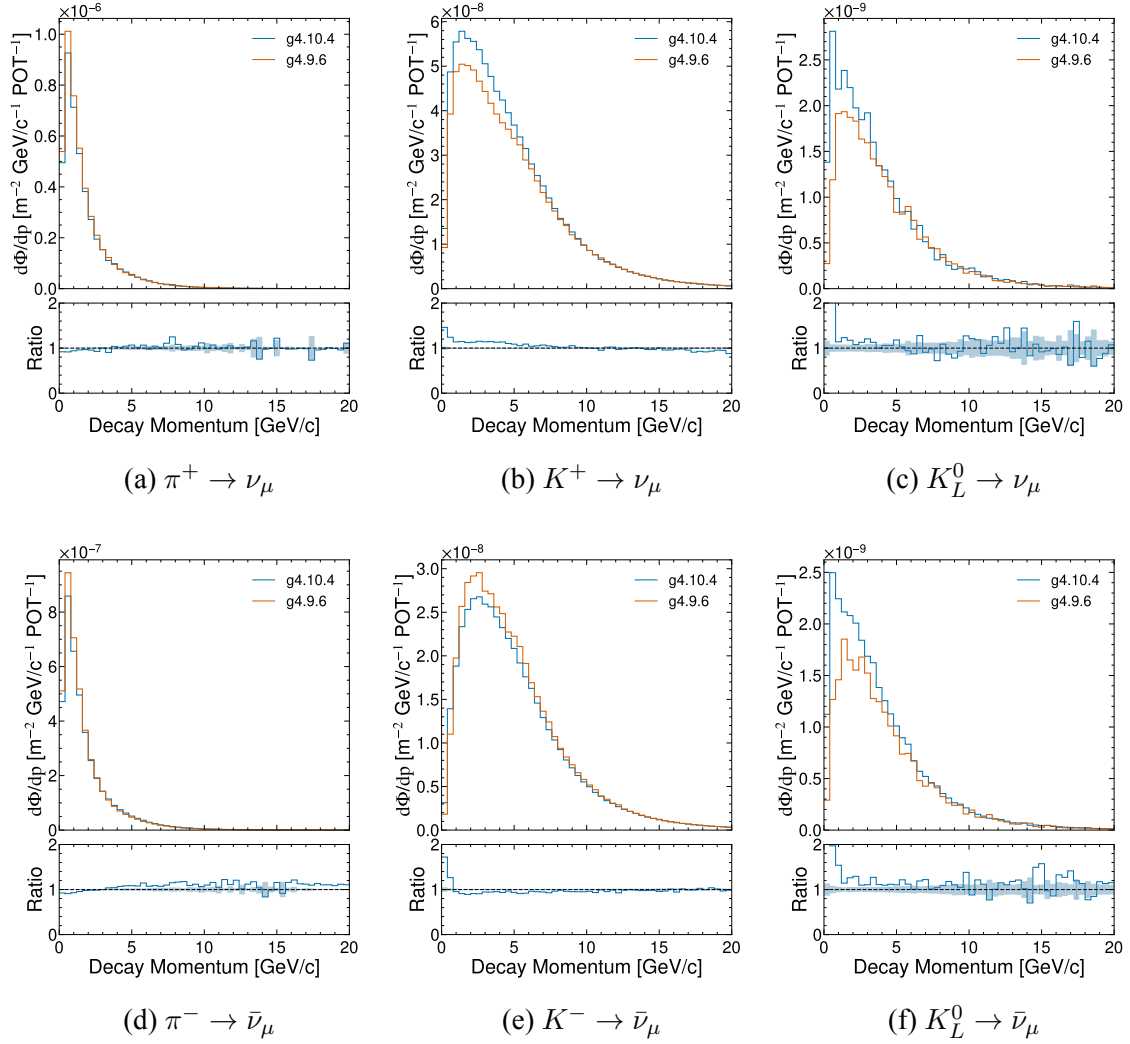 ×10⁻⁶
dΦ/dp [m⁻² GeV/c⁻¹ POT⁻¹]
1.0
0.8
0.6
0.4
0.2
0.0
g4.10.4
g4.9.6
Ratio
2
1
0
0 5 10 15 20
Decay Momentum [GeV/c]
(a) π⁺ → ν_μ
×10⁻⁸
dΦ/dp [m⁻² GeV/c⁻¹ POT⁻¹]
6
5
4
3
2
1
0
g4.10.4
g4.9.6
Ratio
2
1
0
0 5 10 15 20
Decay Momentum [GeV/c]
(b) K⁺ → ν_μ
×10⁻⁹
dΦ/dp [m⁻² GeV/c⁻¹ POT⁻¹]
2.5
2.0
1.5
1.0
0.5
0.0
g4.10.4
g4.9.6
Ratio
2
1
0
0 5 10 15 20
Decay Momentum [GeV/c]
(c) K⁰_L → ν_μ
×10⁻⁷
dΦ/dp [m⁻² GeV/c⁻¹ POT⁻¹]
8
6
4
2
0
g4.10.4
g4.9.6
Ratio
2
1
0
0 5 10 15 20
Decay Momentum [GeV/c]
(d) π⁻ → ν̄_μ
×10⁻⁸
dΦ/dp [m⁻² GeV/c⁻¹ POT⁻¹]
3.0
2.5
2.0
1.5
1.0
0.5
0.0
g4.10.4
g4.9.6
Ratio
2
1
0
0 5 10 15 20
Decay Momentum [GeV/c]
(e) K⁻ → ν̄_μ
×10⁻⁹
dΦ/dp [m⁻² GeV/c⁻¹ POT⁻¹]
2.5
2.0
1.5
1.0
0.5
0.0
g4.10.4
g4.9.6
Ratio
2
1
0
0 5 10 15 20
Decay Momentum [GeV/c]
(f) K⁰_L → ν̄_μ